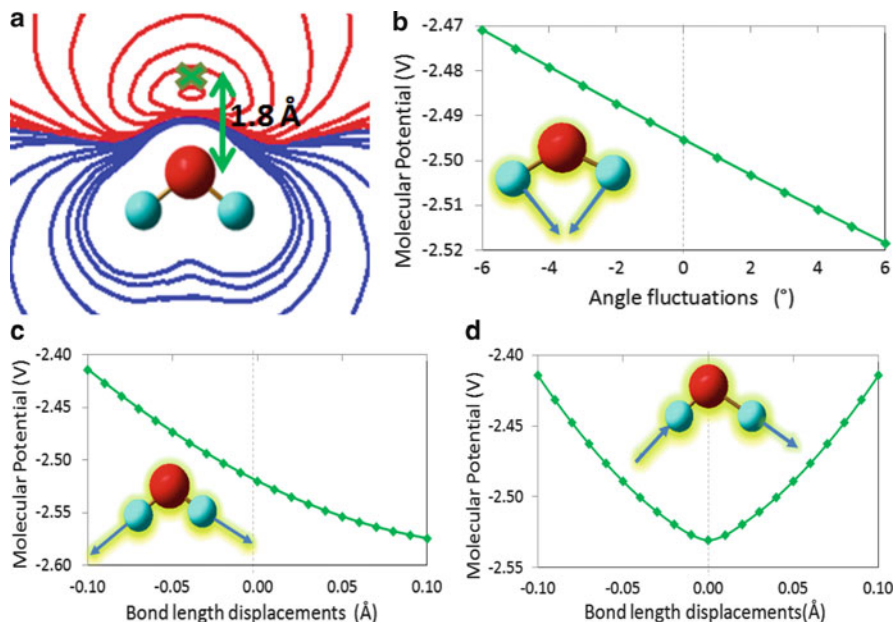 a
1.8 Å
b
Molecular Potential (V)
-2.47
-2.48
-2.49
-2.50
-2.51
-2.52
-6 -4 -2 0 2 4 6
Angle fluctuations (°)
c
Molecular Potential (V)
-2.40
-2.45
-2.50
-2.55
-2.60
-0.10 -0.05 0.00 0.05 0.10
Bond length displacements (Å)
d
Molecular Potential (V)
-2.40
-2.45
-2.50
-2.55
-0.10 -0.05 0.00 0.05 0.10
Bond length displacements(Å)